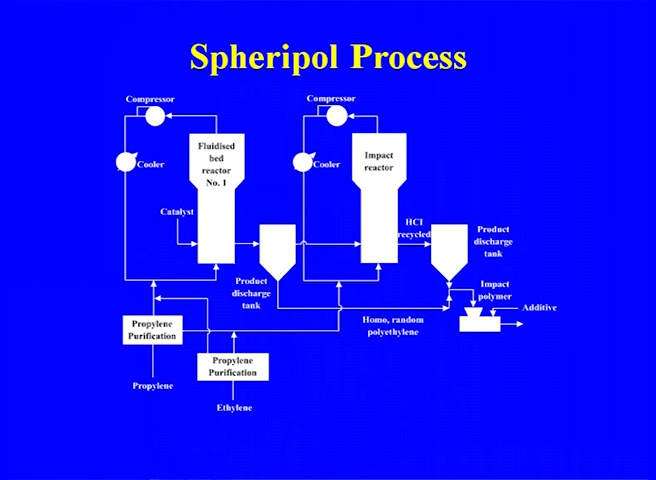 Spheripol Process
Compressor
Compressor
Fluidised
bed
reactor
No. 1
Impact
reactor
Cooler
Cooler
Catalyst
HCI
recycled
Product
discharge
tank
Product
discharge
tank
Impact
polymer
Additive
Homo, random
polyethylene
Propylene
Purification
Propylene
Purification
Propylene
Ethylene